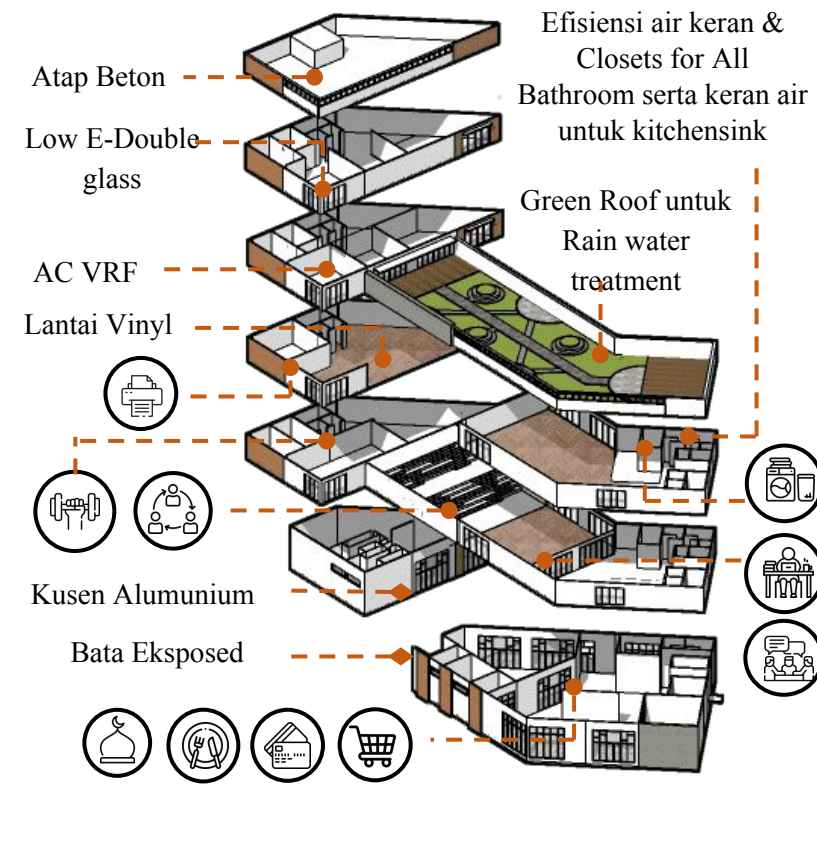 Efisiensi air keran &
Closets for All
Bathroom serta keran air
untuk kitchensink
Atap Beton
Low E-Double
glass
Green Roof untuk
Rain water
treatment
AC VRF
Lantai Vinyl
Kusen Alumunium
Bata Eksposed